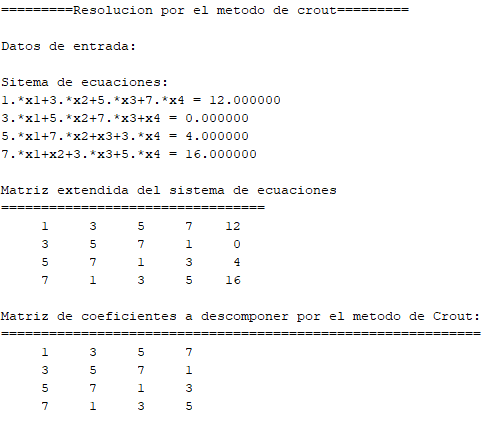 =========Resolucion por el metodo de crout=========
Datos de entrada:
Sitema de ecuaciones:
1.*x1+3.*x2+5.*x3+7.*x4 = 12.000000
3.*x1+5.*x2+7.*x3+x4 = 0.000000
5.*x1+7.*x2+x3+3.*x4 = 4.000000
7.*x1+x2+3.*x3+5.*x4 = 16.000000
Matriz extendida del sistema de ecuaciones
=================================
1 3 5 7 12
3 5 7 1 0
5 7 1 3 4
7 1 3 5 16
Matriz de coeficientes a descomponer por el metodo de Crout:
============================================================
1 3 5 7
3 5 7 1
5 7 1 3
7 1 3 5